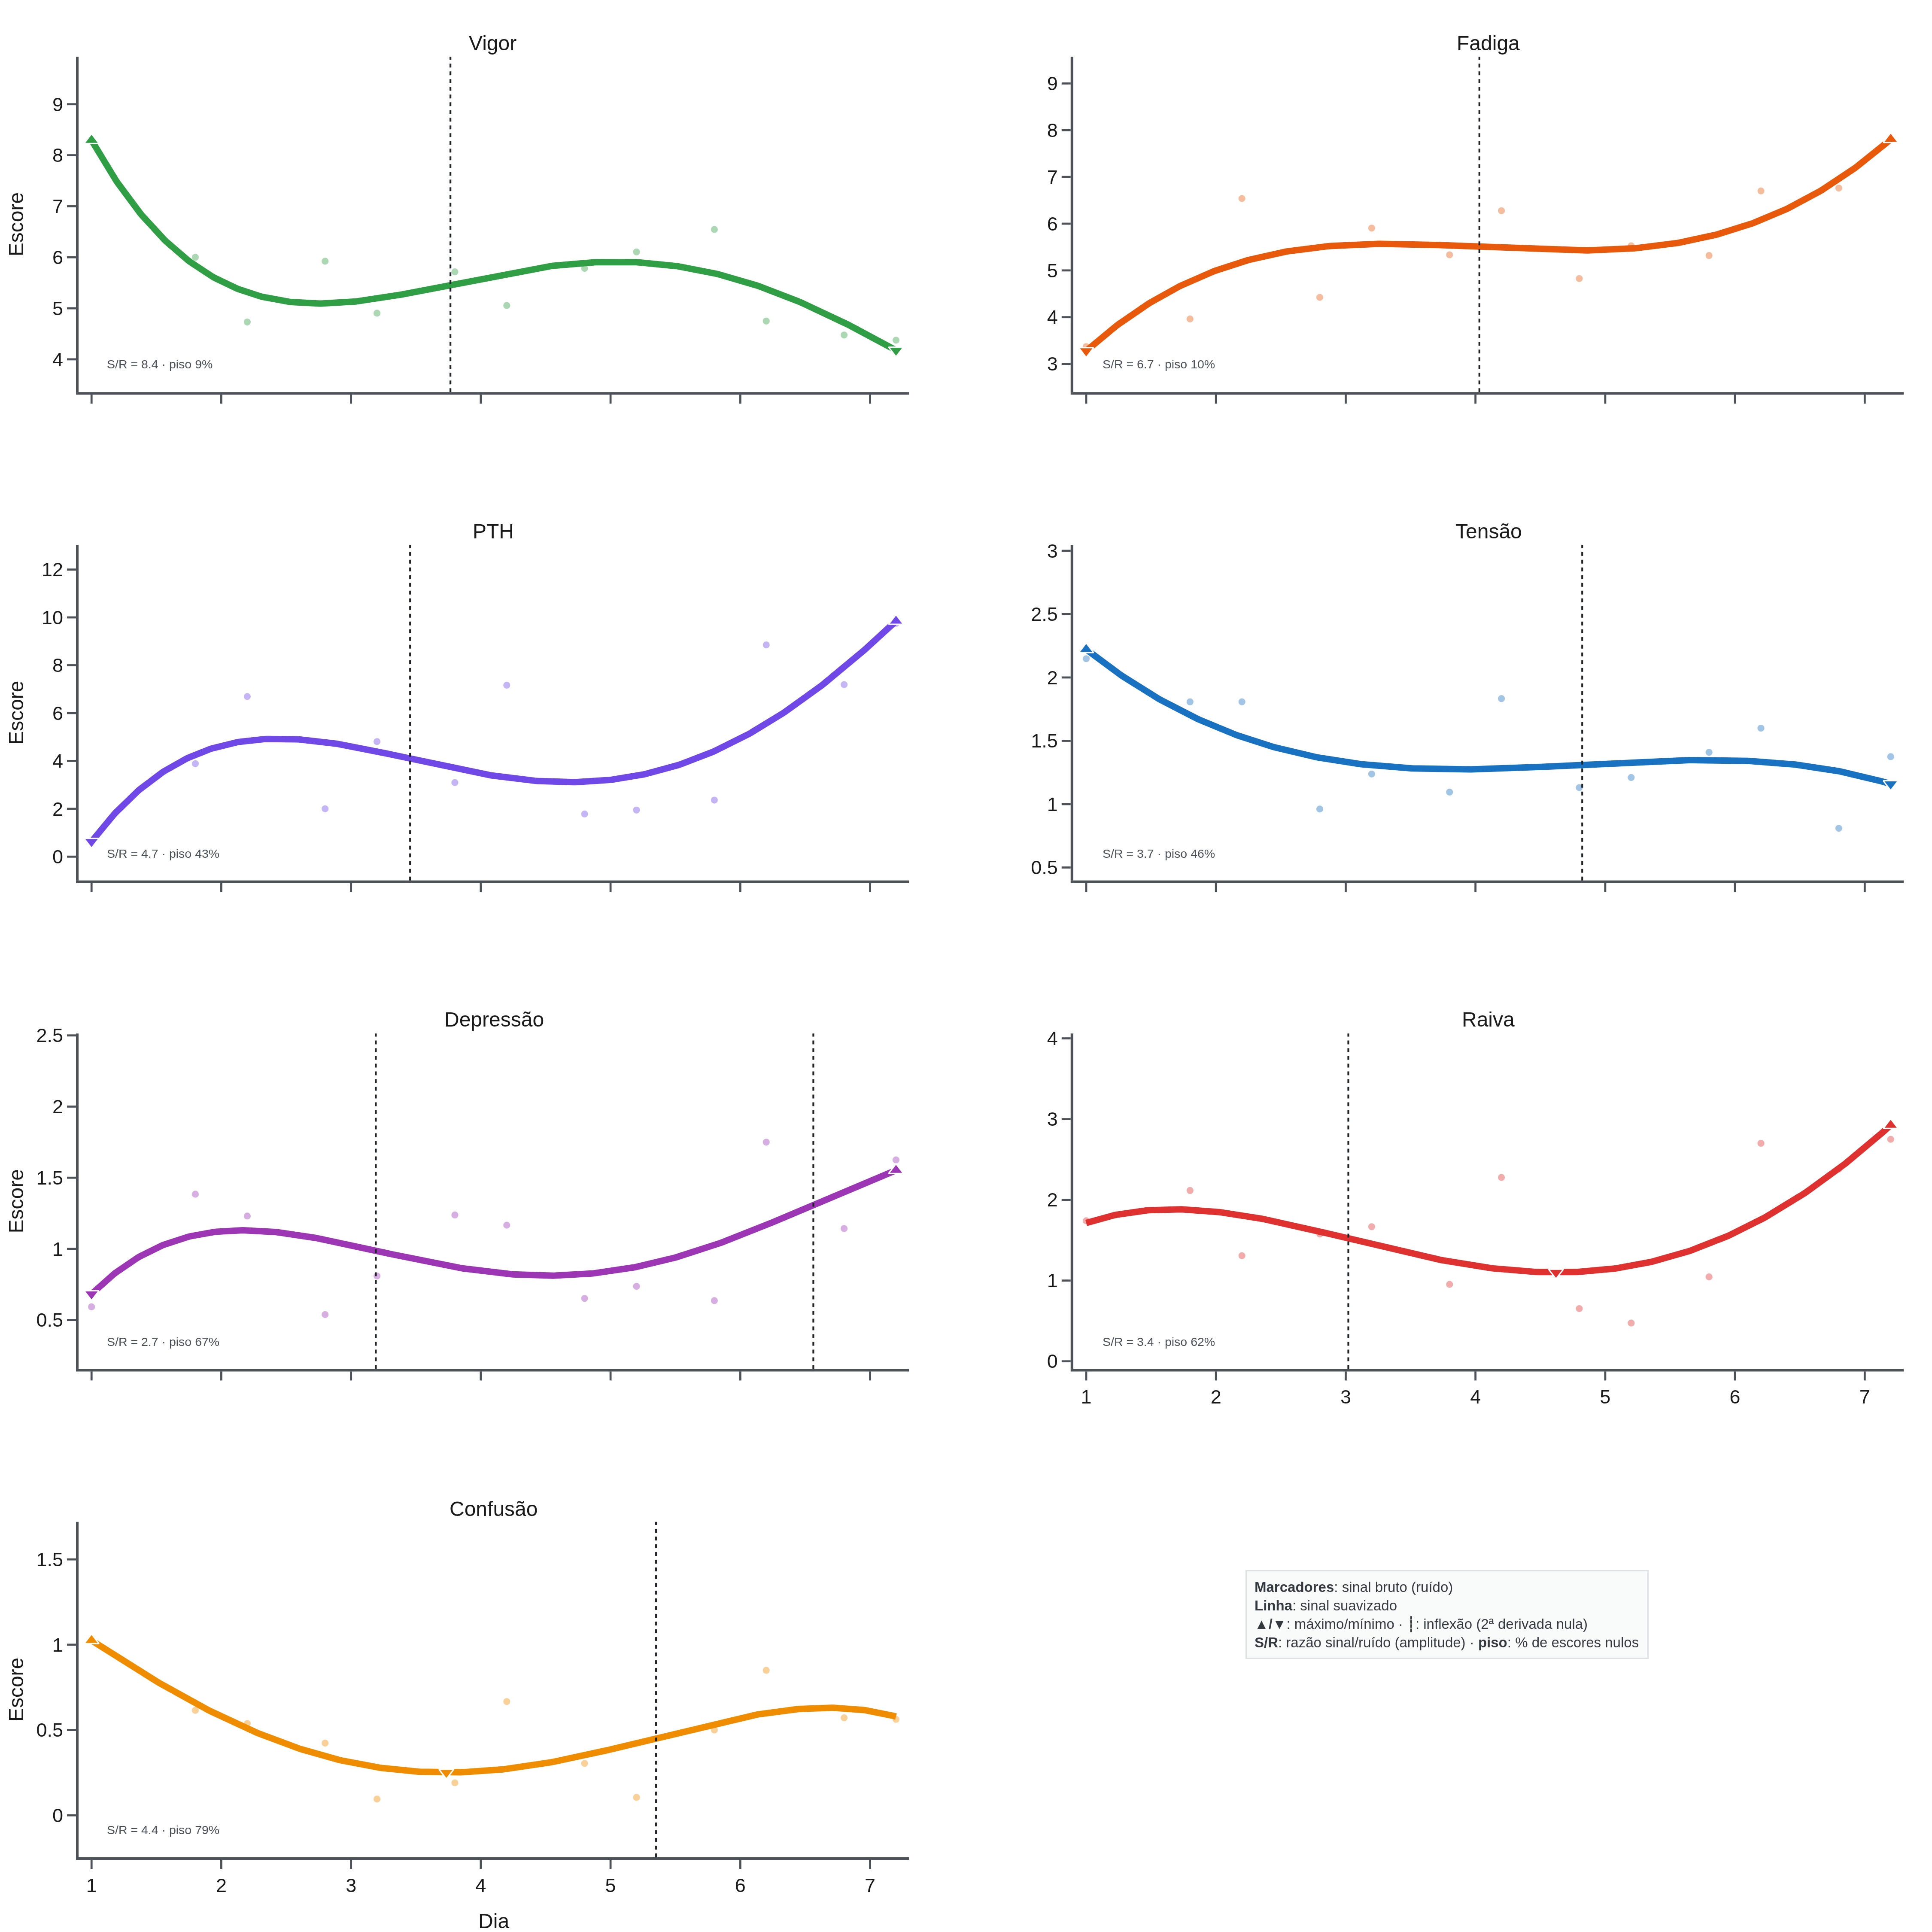 Vigor
Escore
9
8
7
6
5
4
S/R = 8.4 · piso 9%
Fadiga
9
8
7
6
5
4
3
S/R = 6.7 · piso 10%
PTH
Escore
12
10
8
6
4
2
0
S/R = 4.7 · piso 43%
Tensão
3
2.5
2
1.5
1
0.5
S/R = 3.7 · piso 46%
Depressão
Escore
2.5
2
1.5
1
0.5
S/R = 2.7 · piso 67%
Raiva
4
3
2
1
0
S/R = 3.4 · piso 62%
1 2 3 4 5 6 7
Confusão
Escore
1.5
1
0.5
0
S/R = 4.4 · piso 79%
1 2 3 4 5 6 7
Dia
Marcadores: sinal bruto (ruído)
Linha: sinal suavizado
▲/▼: máximo/mínimo · ┋: inflexão (2ª derivada nula)
S/R: razão sinal/ruído (amplitude) · piso: % de escores nulos